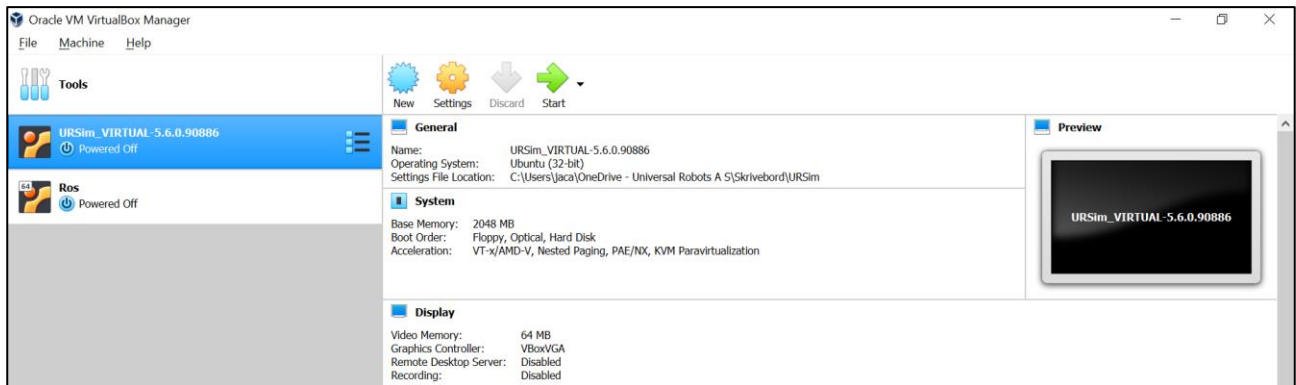 Oracle VM VirtualBox Manager
File Machine Help
Tools
New Settings Discard Start
URSim_VIRTUAL-5.6.0.90886
Powered Off
64
Ros
Powered Off
General
Name: URSim_VIRTUAL-5.6.0.90886
Operating System: Ubuntu (32-bit)
Settings File Location: C:\Users\jaca\OneDrive - Universal Robots A S\Skrivebord\URSim
System
Base Memory: 2048 MB
Boot Order: Floppy, Optical, Hard Disk
Acceleration: VT-x/AMD-V, Nested Paging, PAE/NX, KVM Paravirtualization
Display
Video Memory: 64 MB
Graphics Controller: VBoxVGA
Remote Desktop Server: Disabled
Recording: Disabled
Preview
URSim_VIRTUAL-5.6.0.90886